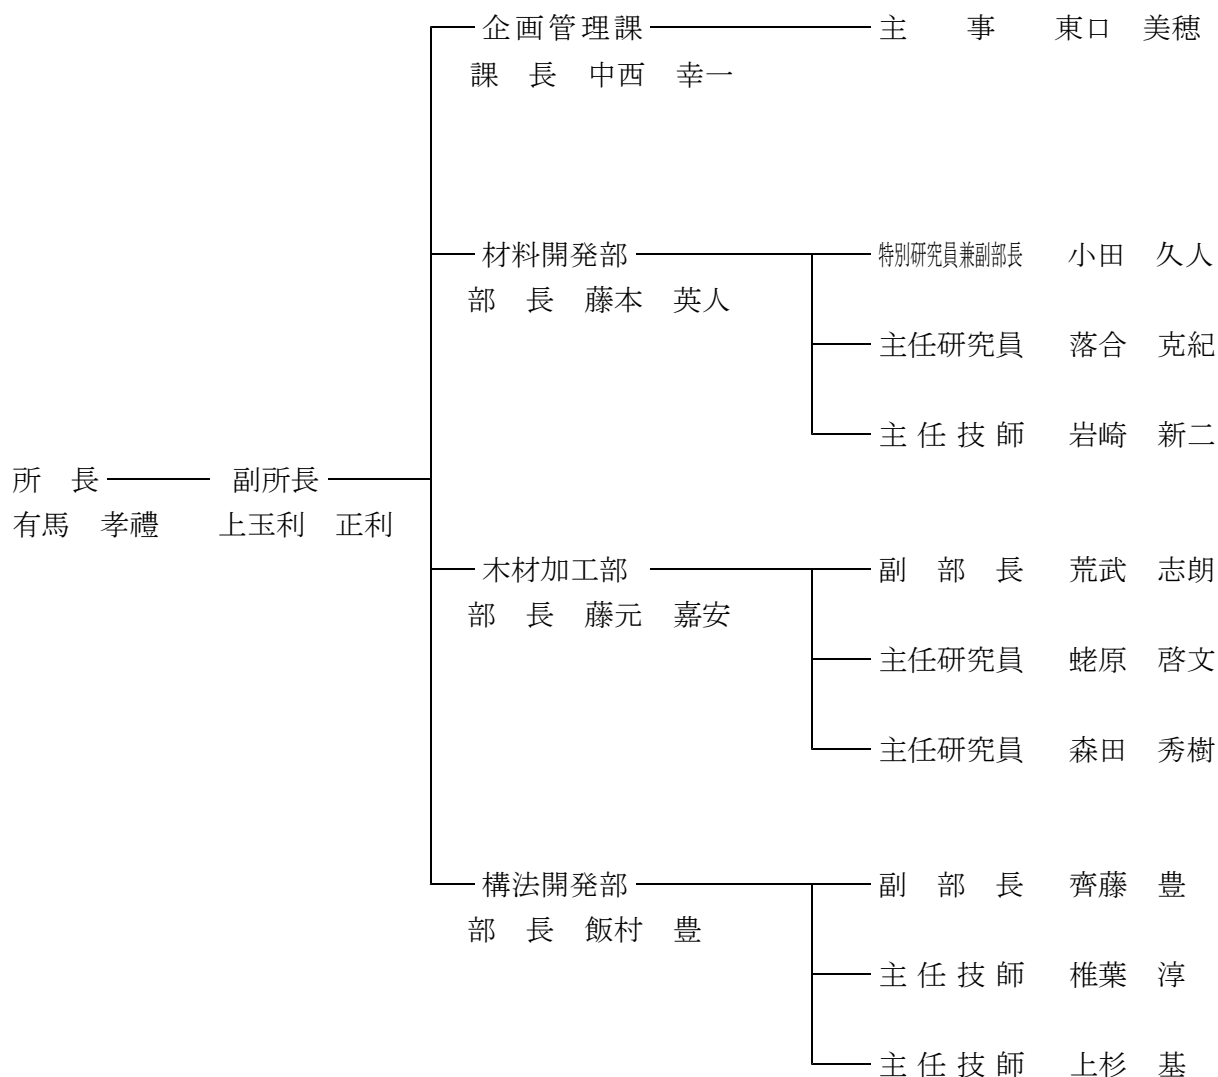 企画管理課 主 事 東口 美穂
課 長 中西 幸一
材料開発部 特別研究員兼副部長 小田 久人
部 長 藤本 英人
主任研究員 落合 克紀
主任技師 岩崎 新二
所 長 副所長
有馬 孝禮 上玉利 正利
木材加工部 副 部 長 荒武 志朗
部 長 藤元 嘉安
主任研究員 蛯原 啓文
主任研究員 森田 秀樹
構法開発部 副 部 長 齊藤 豊
部 長 飯村 豊
主任技師 椎葉 淳
主任技師 上杉 基